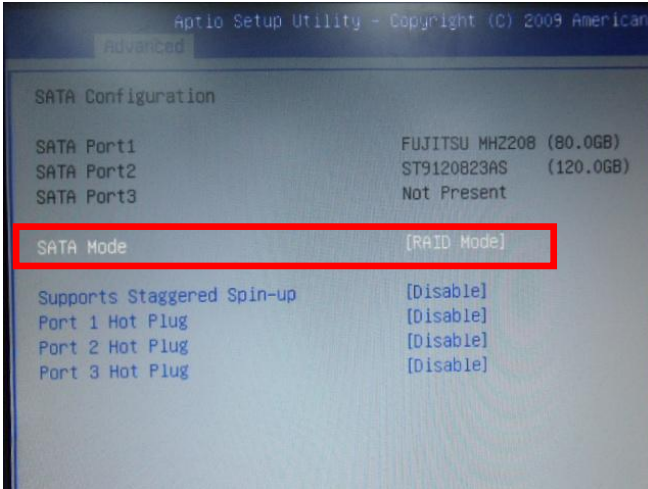 Aptio Setup Utility - Copyright (C) 2009 American
Advanced
SATA Configuration
SATA Port1 FUJITSU MHZ208 (80.0GB)
SATA Port2 ST9120823AS (120.0GB)
SATA Port3 Not Present
SATA Mode [RAID Mode]
Supports Staggered Spin-up [Disable]
Port 1 Hot Plug [Disable]
Port 2 Hot Plug [Disable]
Port 3 Hot Plug [Disable]